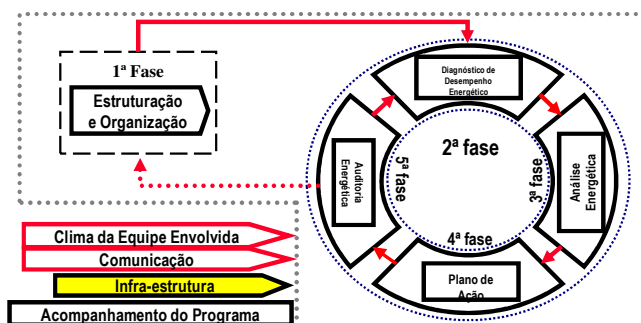 1ª Fase
Estruturação
e Organização
Diagnóstico de
Desempenho
Energético
2ª fase
3ª fase
Análise
Energética
4ª fase
Plano de
Ação
5ª fase
Auditoria
Energética
Clima da Equipe Envolvida
Comunicação
Infra-estrutura
Acompanhamento do Programa